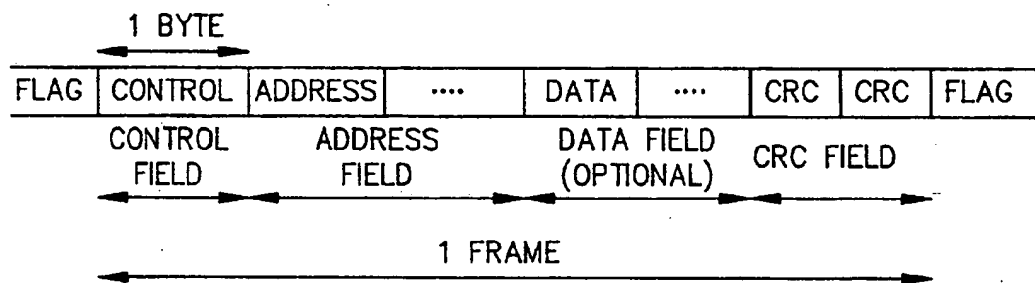 1 BYTE
FLAG CONTROL ADDRESS .... DATA .... CRC CRC FLAG
CONTROL FIELD
ADDRESS FIELD
DATA FIELD (OPTIONAL)
CRC FIELD
1 FRAME